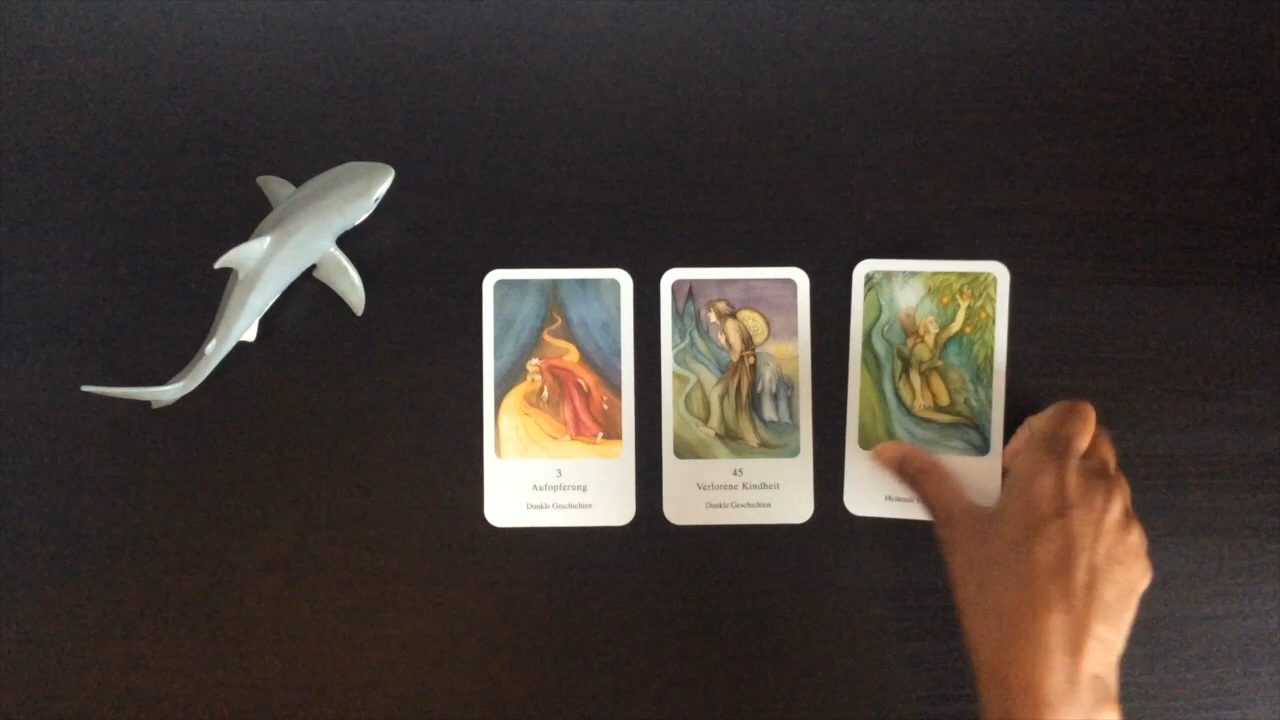 3
Aufopferung
Dunkle Geschichten
45
Verlorene Kindheit
Dunkle Geschichten